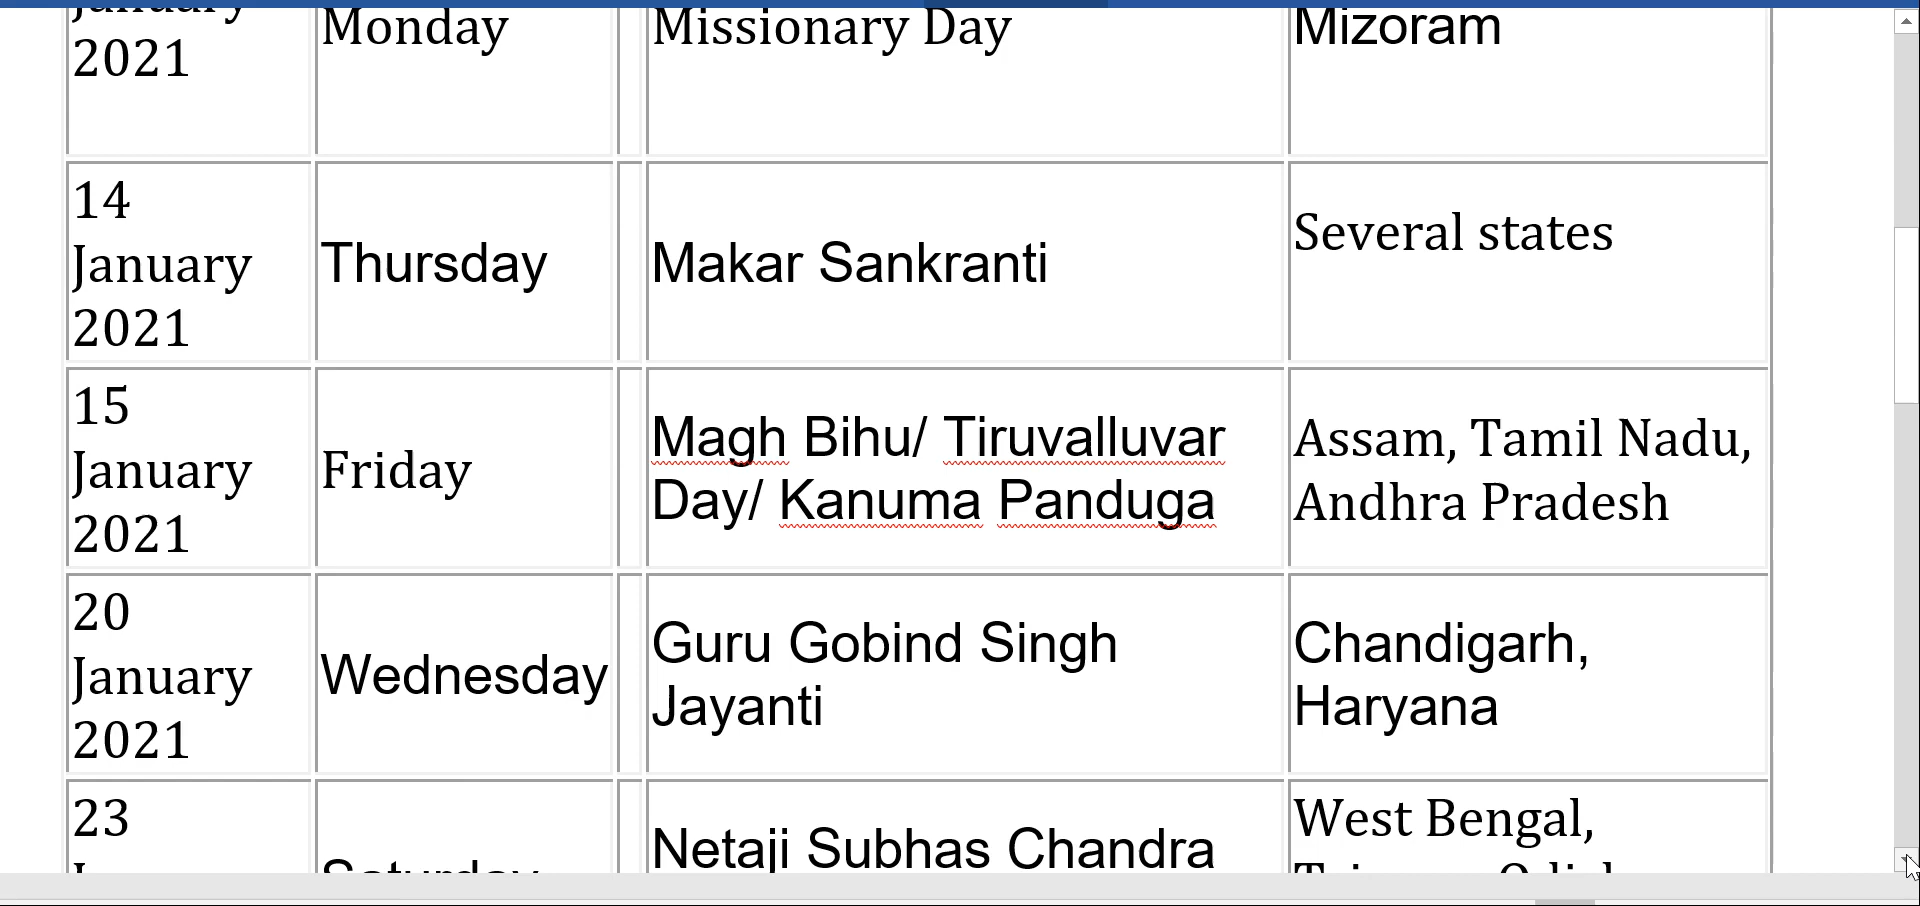 January
2021
Monday
Missionary Day
Mizoram
14
January
2021
Thursday
Makar Sankranti
Several states
15
January
2021
Friday
Magh Bihu/ Tiruvalluvar
Day/ Kanuma Panduga
Assam, Tamil Nadu,
Andhra Pradesh
20
January
2021
Wednesday
Guru Gobind Singh
Jayanti
Chandigarh,
Haryana
23
Saturday
Netaji Subhas Chandra
West Bengal,